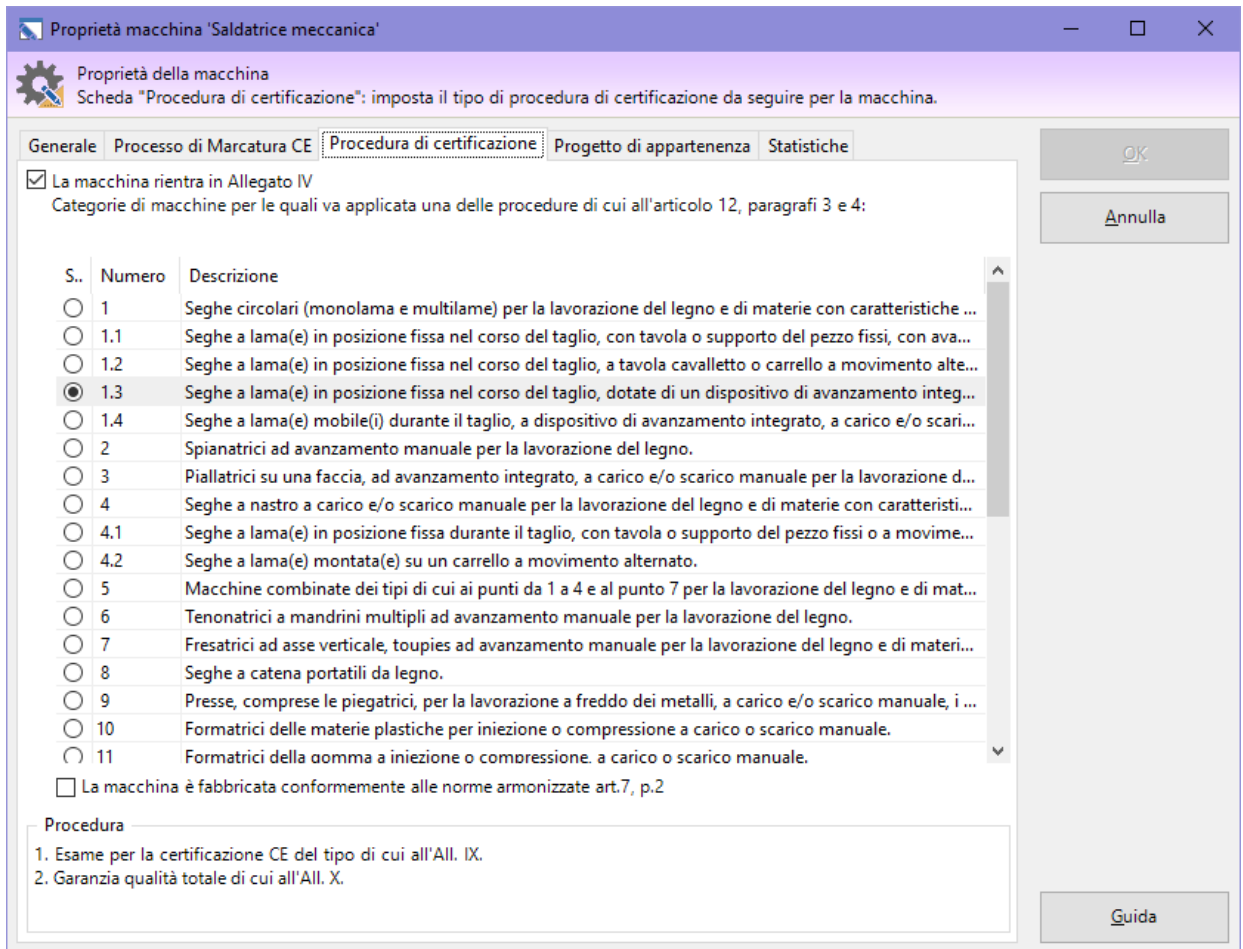 Proprietà macchina 'Saldatrice meccanica'
Proprietà della macchina
Scheda "Procedura di certificazione": imposta il tipo di procedura di certificazione da seguire per la macchina.
Generale Processo di Marcatura CE Procedura di certificazione Progetto di appartenenza Statistiche
OK
Annulla
La macchina rientra in Allegato IV
Categorie di macchine per le quali va applicata una delle procedure di cui all'articolo 12, paragrafi 3 e 4:
S.. Numero Descrizione
1 Seghe circolari (monolama e multilame) per la lavorazione del legno e di materie con caratteristiche ...
1.1 Seghe a lama(e) in posizione fissa nel corso del taglio, con tavola o supporto del pezzo fissi, con ava...
1.2 Seghe a lama(e) in posizione fissa nel corso del taglio, a tavola cavalletto o carrello a movimento alte...
1.3 Seghe a lama(e) in posizione fissa nel corso del taglio, dotate di un dispositivo di avanzamento integ...
1.4 Seghe a lama(e) mobile(i) durante il taglio, a dispositivo di avanzamento integrato, a carico e/o scari...
2 Spianatrici ad avanzamento manuale per la lavorazione del legno.
3 Piallatrici su una faccia, ad avanzamento integrato, a carico e/o scarico manuale per la lavorazione d...
4 Seghe a nastro a carico e/o scarico manuale per la lavorazione del legno e di materie con caratteristi...
4.1 Seghe a lama(e) in posizione fissa durante il taglio, con tavola o supporto del pezzo fissi o a movime...
4.2 Seghe a lama(e) montata(e) su un carrello a movimento alternato.
5 Macchine combinate dei tipi di cui ai punti da 1 a 4 e al punto 7 per la lavorazione del legno e di mat...
6 Tenonatrici a mandrini multipli ad avanzamento manuale per la lavorazione del legno.
7 Fresatrici ad asse verticale, toupies ad avanzamento manuale per la lavorazione del legno e di materi...
8 Seghe a catena portatili da legno.
9 Presse, comprese le piegatrici, per la lavorazione a freddo dei metalli, a carico e/o scarico manuale, i ...
10 Formatrici delle materie plastiche per iniezione o compressione a carico o scarico manuale.
11 Formatrici della gomma a iniezione o compressione, a carico o scarico manuale.
La macchina è fabbricata conformemente alle norme armonizzate art.7, p.2
Procedura
1. Esame per la certificazione CE del tipo di cui all'All. IX.
2. Garanzia qualità totale di cui all'All. X.
Guida